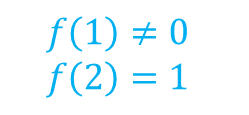 f(1) ≠ 0
f(2) = 1